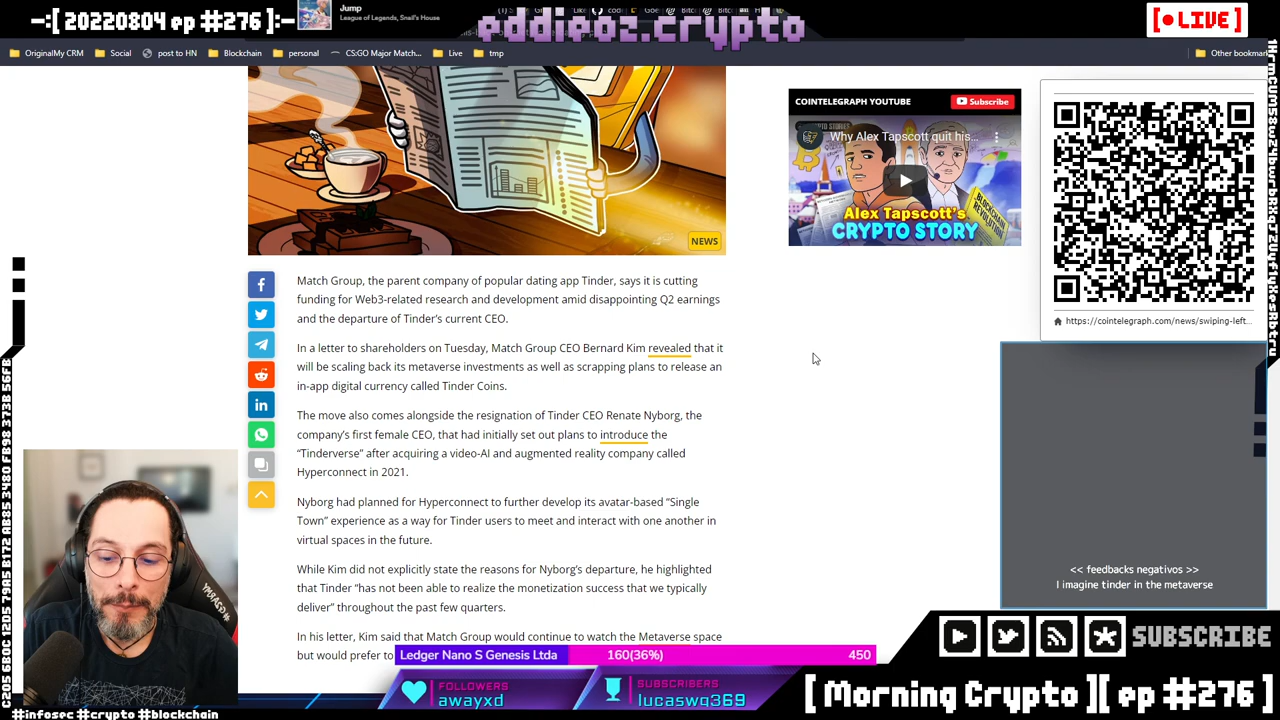 -:[ 20220804 ep #276 ]:-
Jump
League of Legends, Snail's House
eddieoz.crypto
[● LIVE]
OriginalMy CRM
Social
post to HN
Blockchain
personal
CS:GO Major Match...
Live
tmp
Other bookmar
COINTELEGRAPH YOUTUBE
Subscribe
Why Alex Tapscott quit his...
Alex Tapscott's
CRYPTO STORY
BLOCKCHAIN
REVOLUTION
NEWS
https://cointelegraph.com/news/swiping-left...
Match Group, the parent company of popular dating app Tinder, says it is cutting
funding for Web3-related research and development amid disappointing Q2 earnings
and the departure of Tinder's current CEO.
In a letter to shareholders on Tuesday, Match Group CEO Bernard Kim revealed that it
will be scaling back its metaverse investments as well as scrapping plans to release an
in-app digital currency called Tinder Coins.
The move also comes alongside the resignation of Tinder CEO Renate Nyborg, the
company's first female CEO, that had initially set out plans to introduce the
“Tinderverse” after acquiring a video-AI and augmented reality company called
Hyperconnect in 2021.
Nyborg had planned for Hyperconnect to further develop its avatar-based “Single
Town” experience as a way for Tinder users to meet and interact with one another in
virtual spaces in the future.
While Kim did not explicitly state the reasons for Nyborg's departure, he highlighted
that Tinder “has not been able to realize the monetization success that we typically
deliver” throughout the past few quarters.
In his letter, Kim said that Match Group would continue to watch the Metaverse space
but would prefer to
<< feedbacks negativos >>
I imagine tinder in the metaverse
Ledger Nano S Genesis Ltda 160(36%) 450
FOLLOWERS
awayxd
SUBSCRIBERS
lucaswq369
SUBSCRIBE
[ Morning Crypto ][ ep #276 ]
#infosec #crypto #blockchain